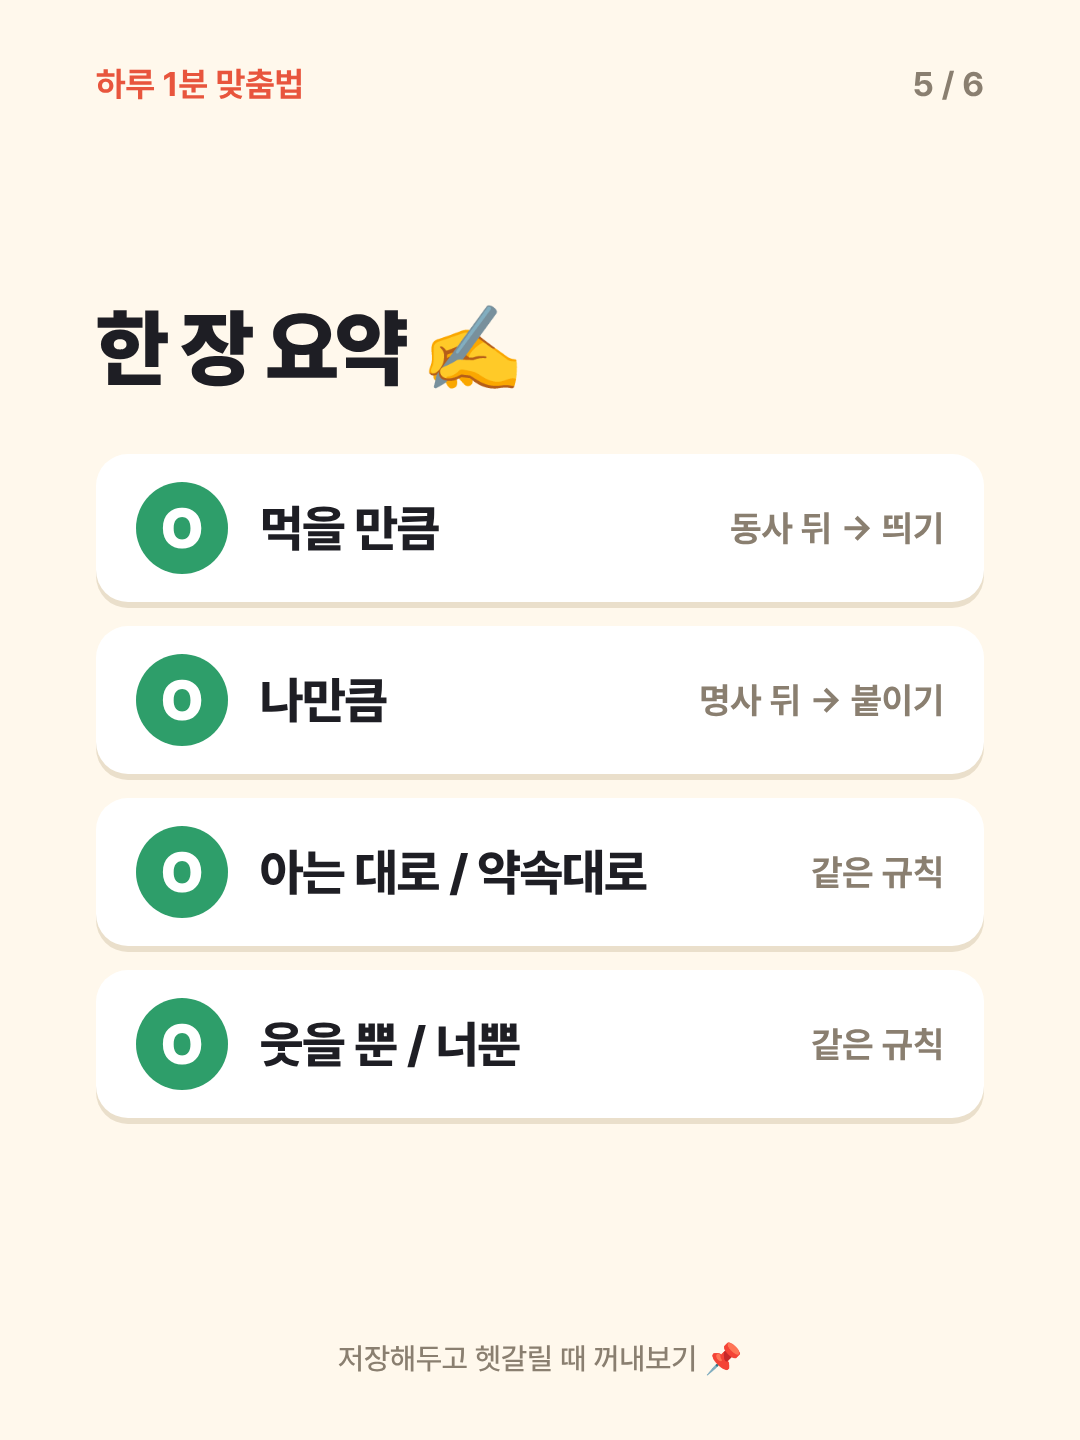 하루 1분 맞춤법
5 / 6
한 장 요약 ✍️
O 먹을 만큼 동사 뒤 → 띄기
O 나만큼 명사 뒤 → 붙이기
O 아는 대로 / 약속대로 같은 규칙
O 웃을 뿐 / 너뿐 같은 규칙
저장해두고 헷갈릴 때 꺼내보기 📌